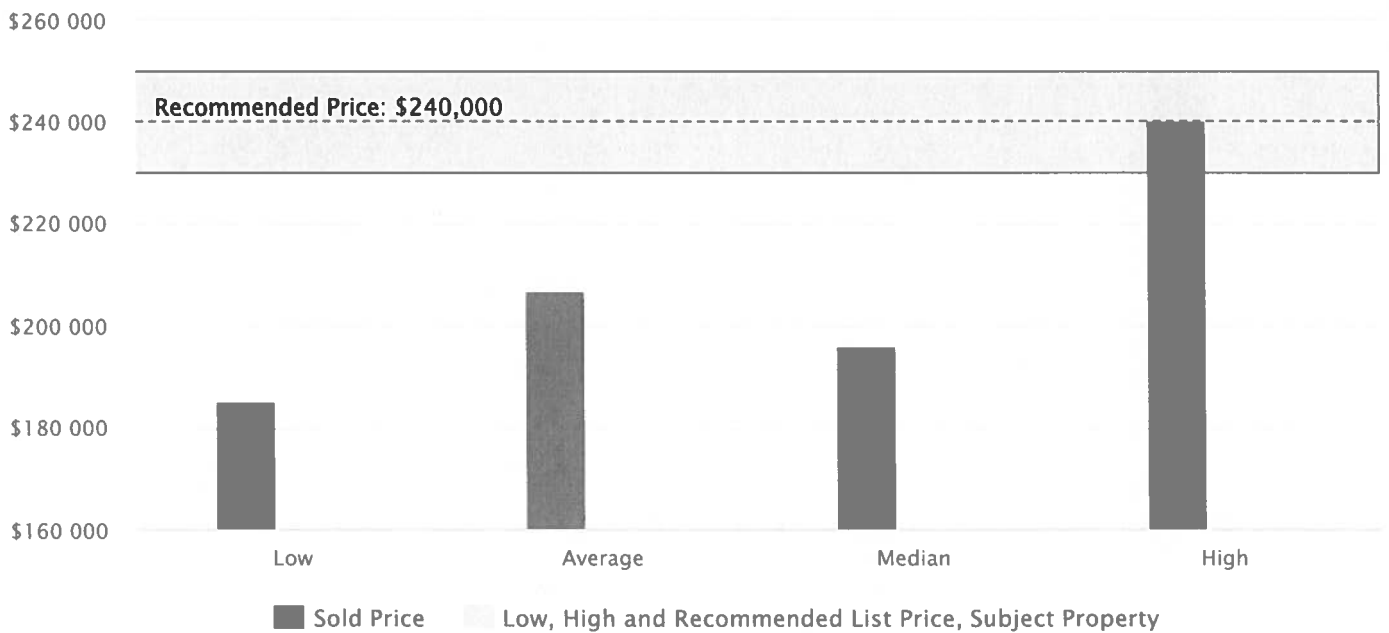 $260 000
Recommended Price: $240,000
$240 000
$220 000
$200 000
$180 000
$160 000
Low Average Median High
Sold Price Low, High and Recommended List Price, Subject Property